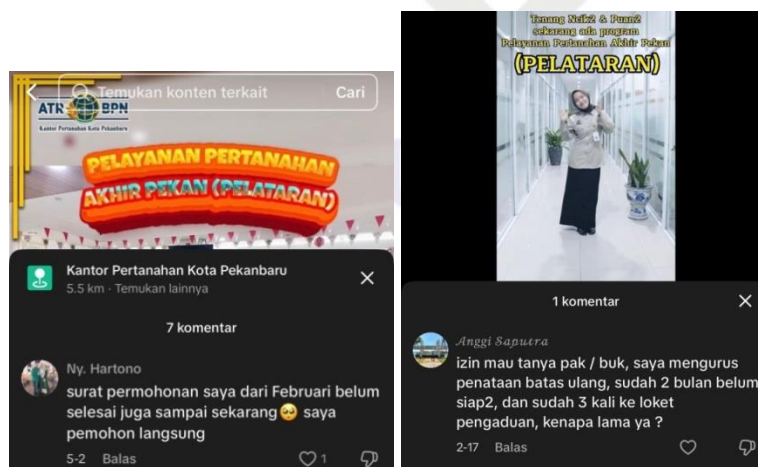 Temukan konten terkait
Cari
ATR BPN
Kantor Pertanahan Kota Pekanbaru
PELAYANAN PERTANAHAN
AKHIR PEKAN (PELATARAN)
Kantor Pertanahan Kota Pekanbaru
5.5 km · Temukan lainnya
7 komentar
Ny. Hartono
surat permohonan saya dari Februari belum
selesai juga sampai sekarang🥺 saya
pemohon langsung
5-2 Balas
1
Tenang Ncik2 & Puan2
sekarang ada program
Pelayanan Pertanahan Akhir Pekan
(PELATARAN)
1 komentar
Anggi Saputra
izin mau tanya pak / buk, saya mengurus
penataan batas ulang, sudah 2 bulan belum
siap2, dan sudah 3 kali ke loket
pengaduan, kenapa lama ya ?
2-17 Balas